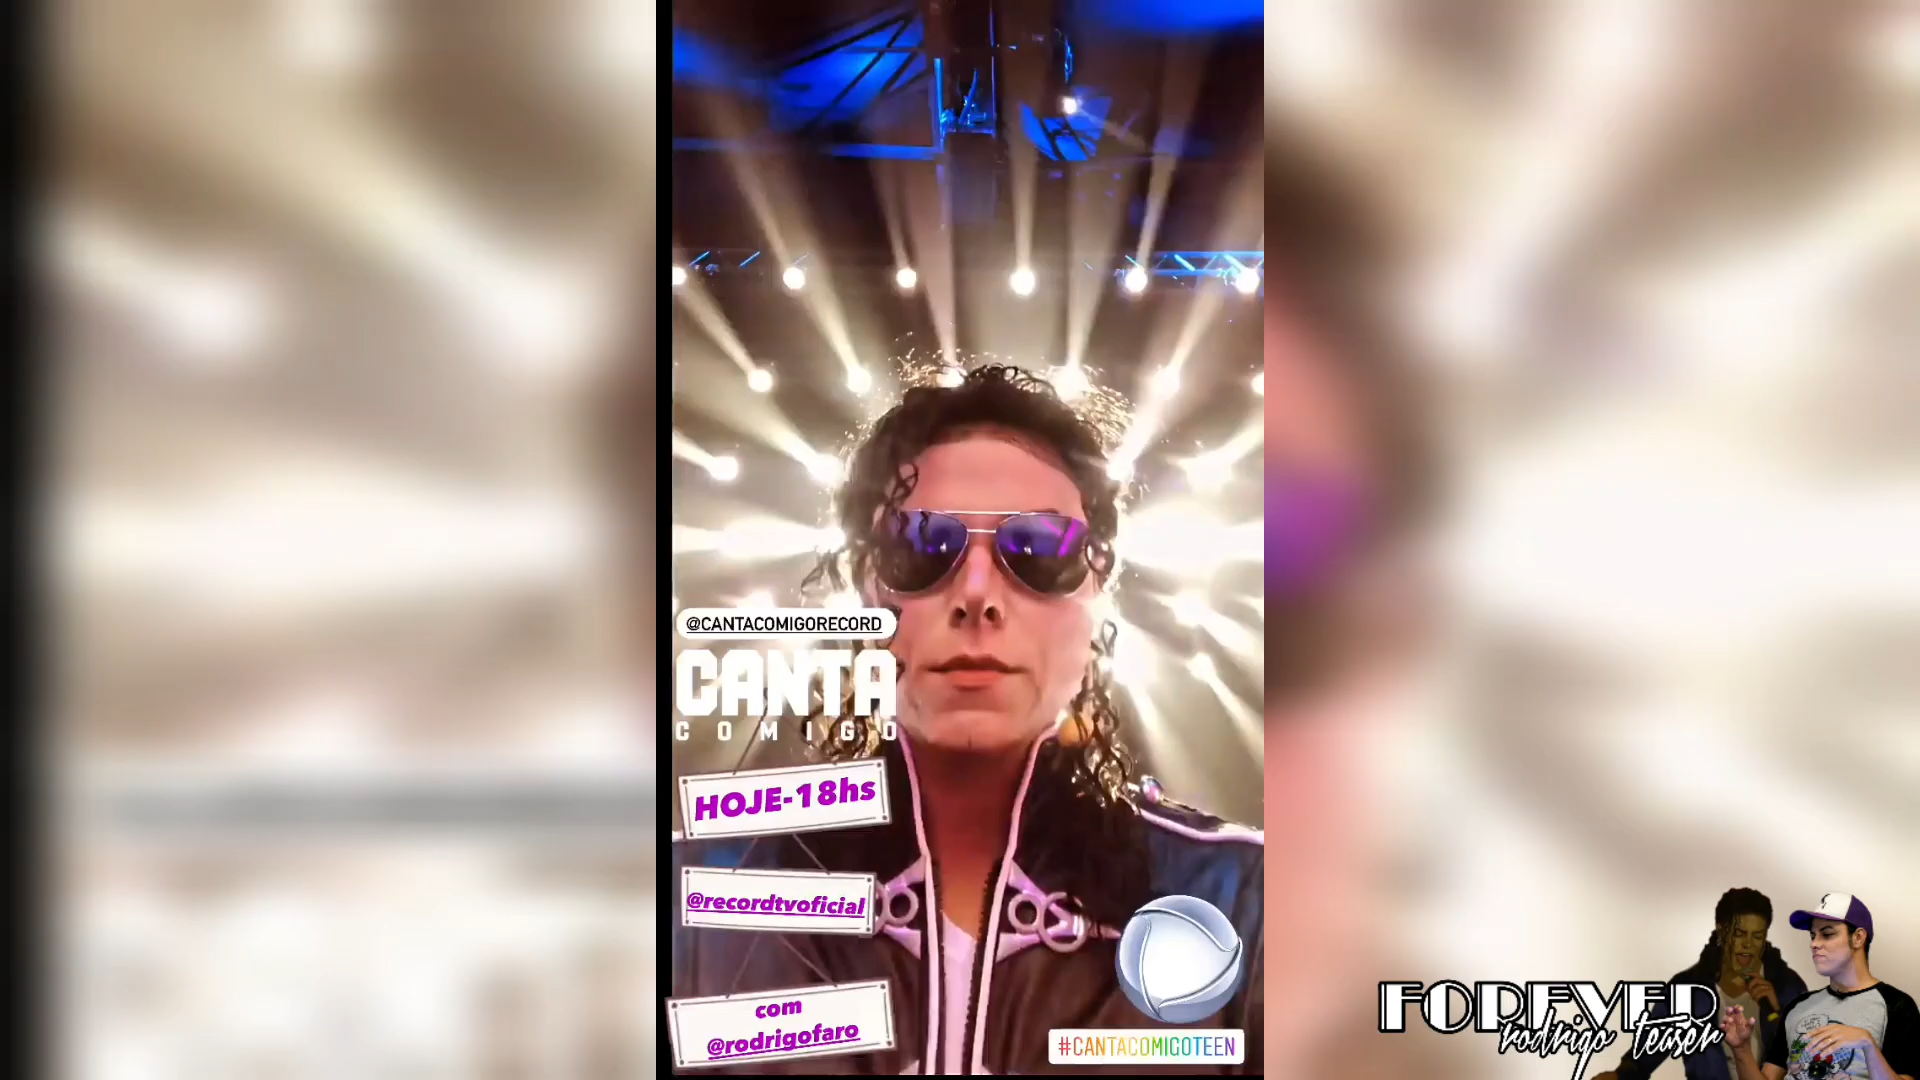 @CANTACOMIGORECORD
CANTA
COMIGO
HOJE-18hs
@recordtvoficial
com
@rodrigofaro
#CANTACOMIGOTEEN
FOREVER
rodrigo teaser